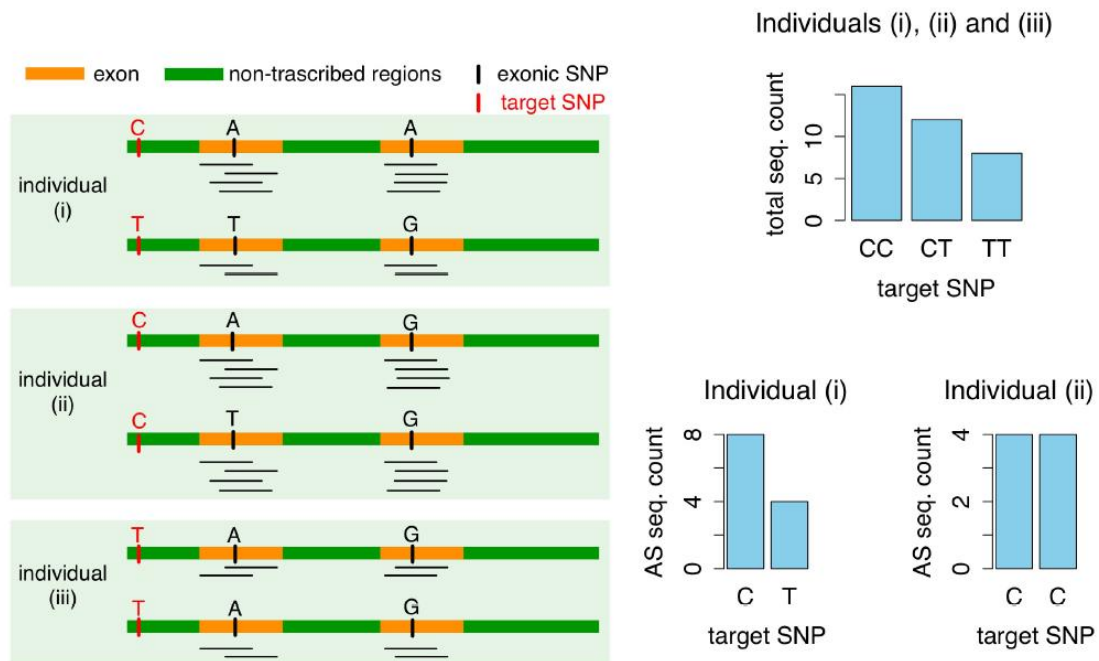 Individuals (i), (ii) and (iii)
exon
non-trascribed regions
exonic SNP
target SNP
individual
(i)
C
A
A
T
T
G
individual
(ii)
C
A
G
C
T
G
individual
(iii)
T
A
G
T
A
G
total seq. count
10
5
0
CC CT TT
target SNP
Individual (i)
AS seq. count
8
4
0
C T
target SNP
Individual (ii)
AS seq. count
4
2
0
C C
target SNP